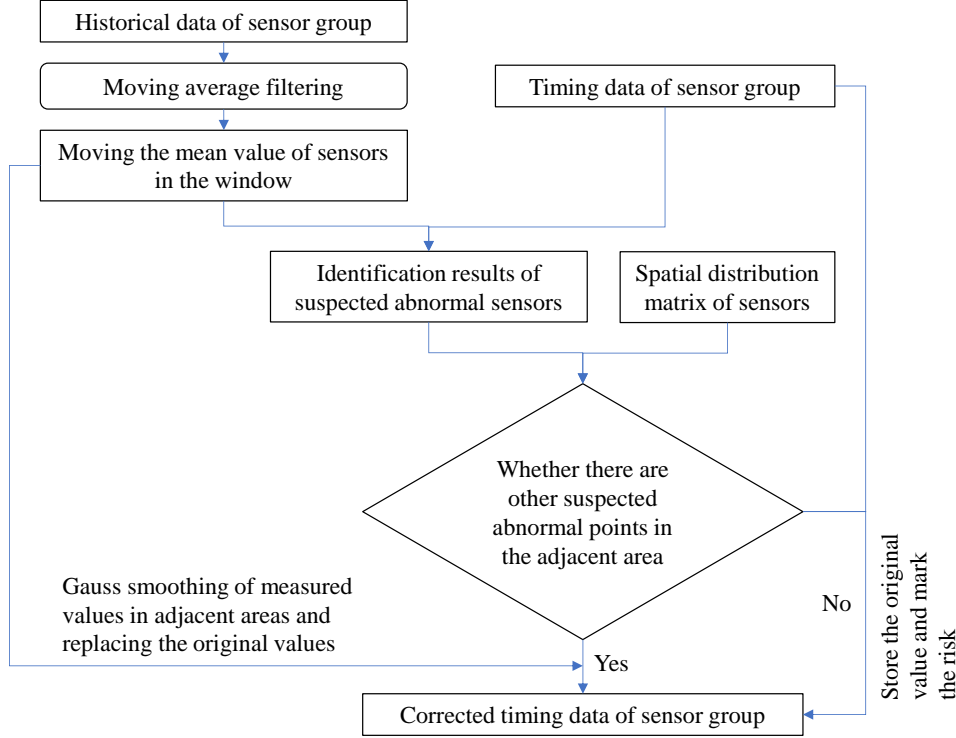 Historical data of sensor group
Moving average filtering
Timing data of sensor group
Moving the mean value of sensors
in the window
Identification results of
suspected abnormal sensors
Spatial distribution
matrix of sensors
Whether there are
other suspected
abnormal points in
the adjacent area
Gauss smoothing of measured
values in adjacent areas and
replacing the original values
No
Store the original
value and mark
the risk
Yes
Corrected timing data of sensor group